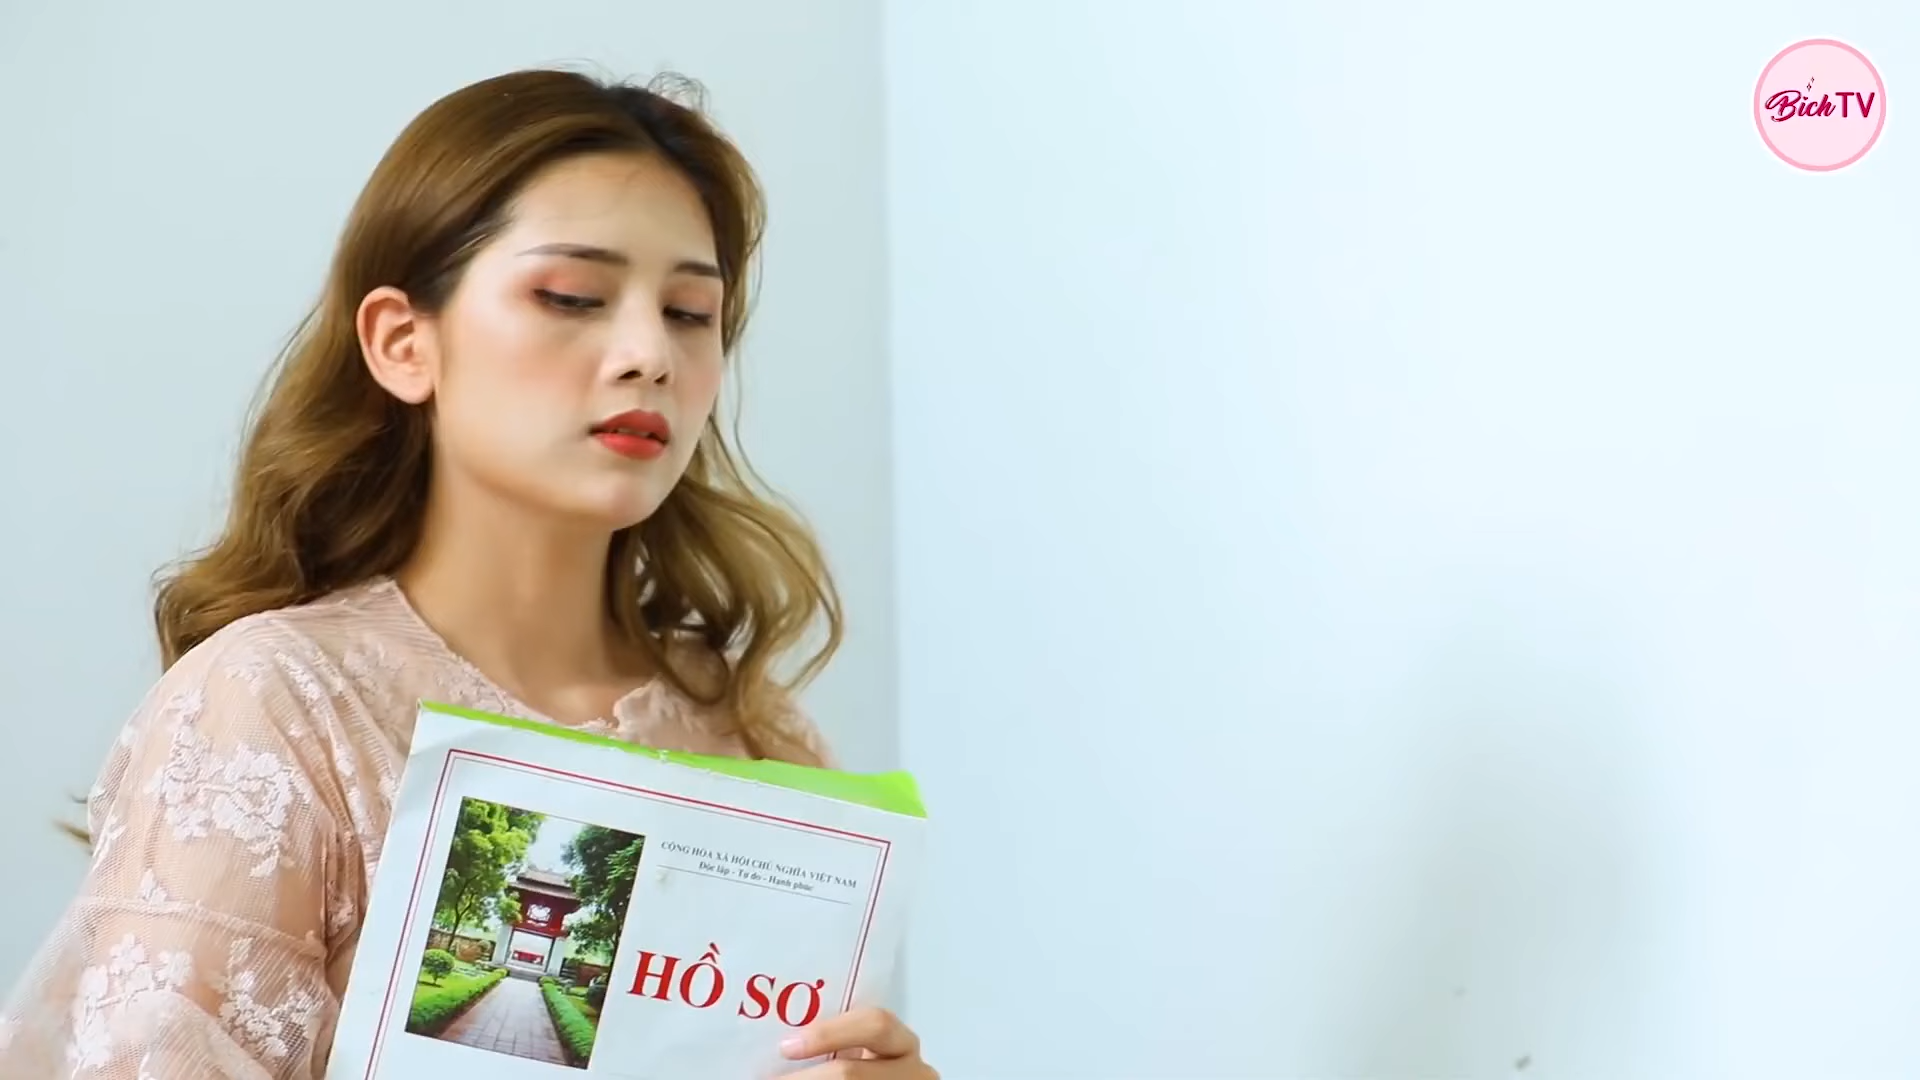 Bich TV
CỘNG HÒA XÃ HỘI CHỦ NGHĨA VIỆT NAM
Độc lập - Tự do - Hạnh phúc
HỒ SƠ